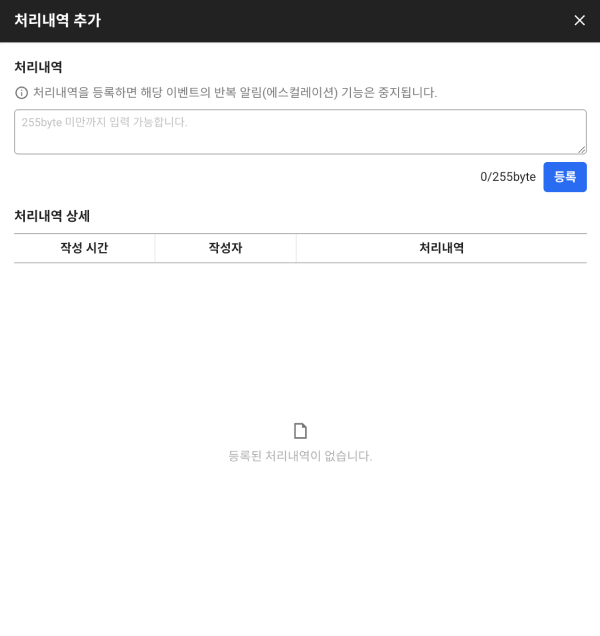 처리내역 추가
처리내역
처리내역을 등록하면 해당 이벤트의 반복 알림(에스컬레이션) 기능은 중지됩니다.
255byte 미만까지 입력 가능합니다.
0/255byte 등록
처리내역 상세
작성 시간 작성자 처리내역
등록된 처리내역이 없습니다.